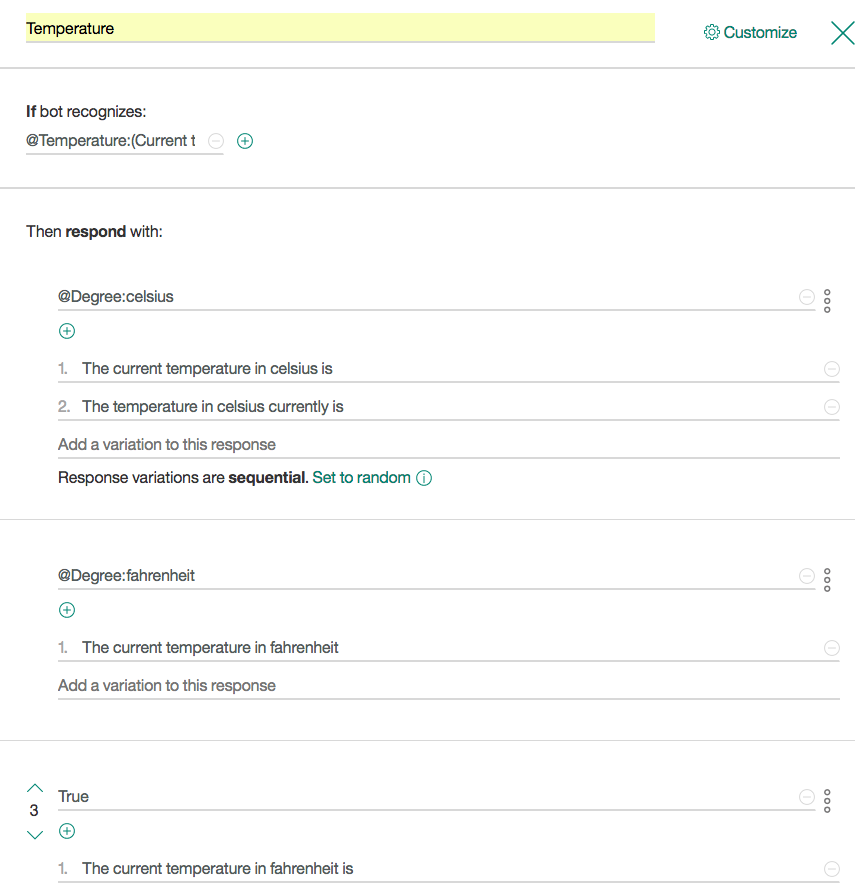 Temperature
Customize
If bot recognizes:
@Temperature:(Current t
Then respond with:
@Degree:celsius
1. The current temperature in celsius is
2. The temperature in celsius currently is
Add a variation to this response
Response variations are sequential. Set to random
@Degree:fahrenheit
1. The current temperature in fahrenheit
Add a variation to this response
True
3
1. The current temperature in fahrenheit is